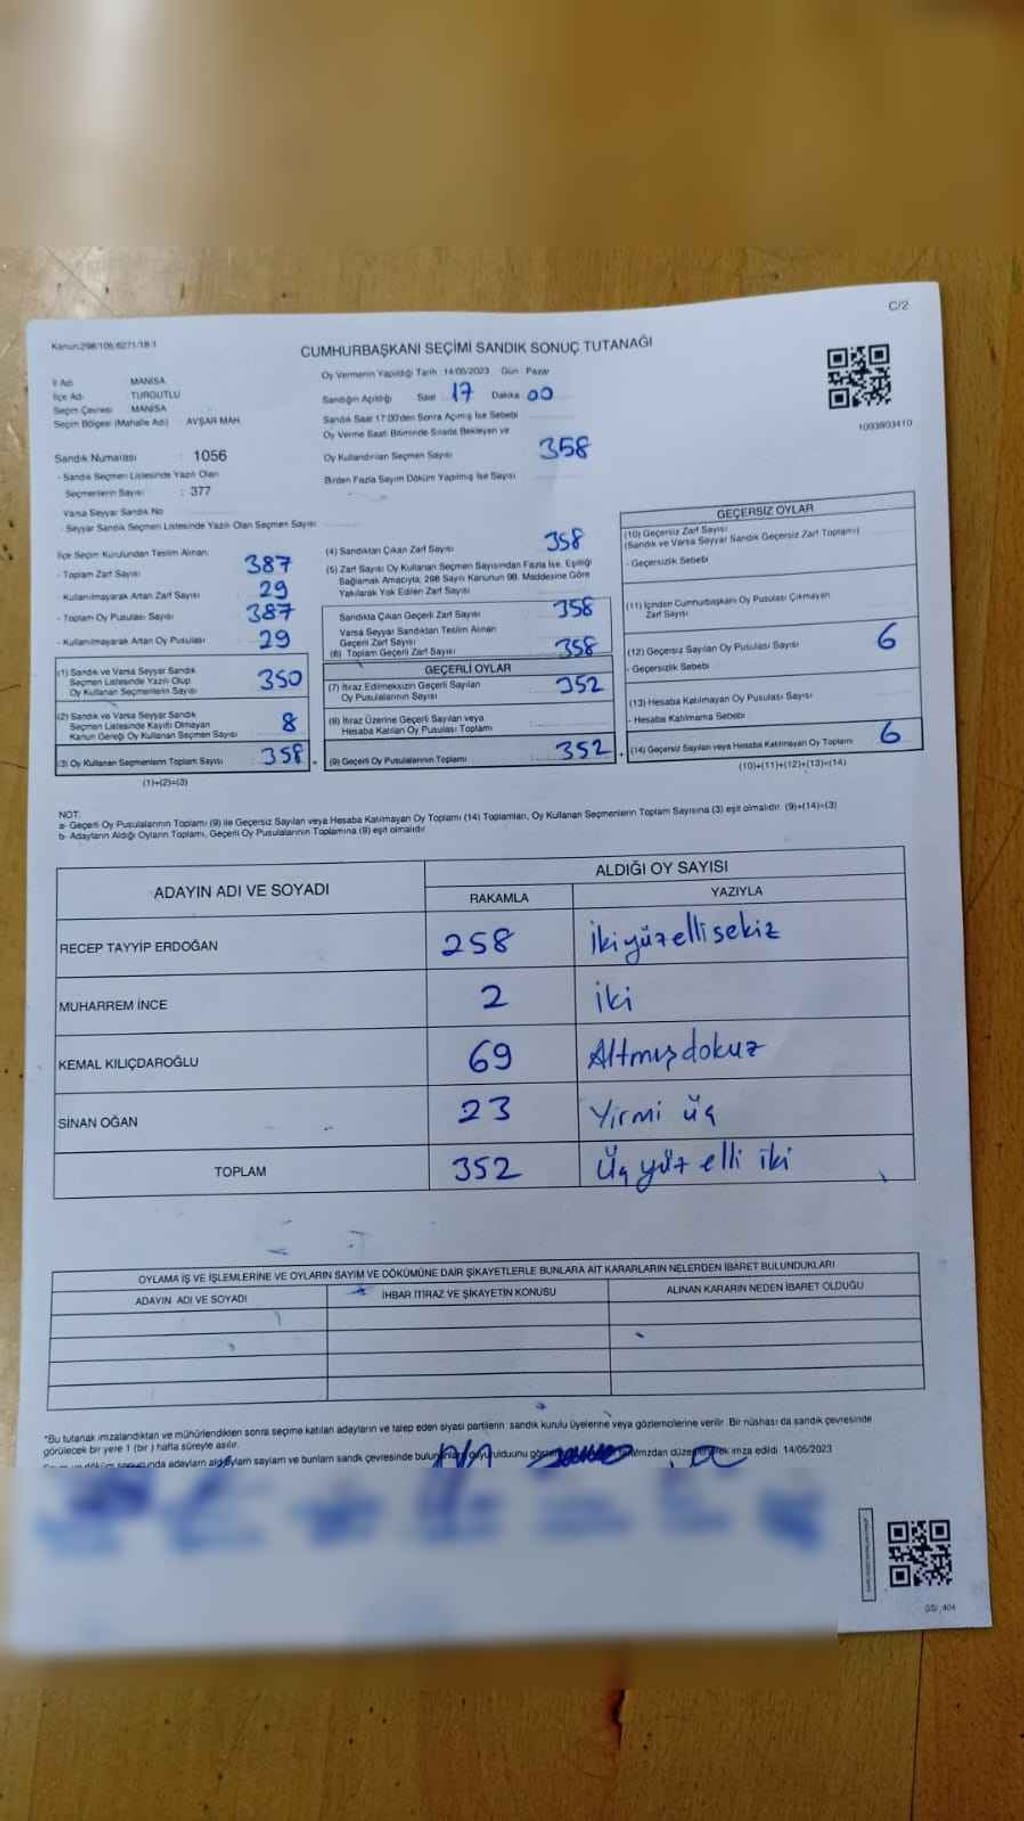 C/2
Kanun:298/106,6271/18-1
CUMHURBAŞKANI SEÇİMİ SANDIK SONUÇ TUTANAĞI
İl Adı MANİSA
İlçe Adı TURGUTLU
Seçim Çevresi MANİSA
Seçim Bölgesi (Mahalle Adı) AVŞAR MAH.
Sandık Numarası : 1056
- Sandık Seçmen Listesinde Yazılı Olan
Seçmenlerin Sayısı : 377
Varsa Seyyar Sandık No
- Seyyar Sandık Seçmen Listesinde Yazılı Olan Seçmen Sayısı:
Oy Vermenin Yapıldığı Tarih :14/05/2023 Gün :Pazar
Sandığın Açıldığı Saat 17 Dakika 00
Sandık Saat 17:00'den Sonra Açılmış İse Sebebi
Oy Verme Saati Bitiminde Sırada Bekleyen ve
Oy Kullandırılan Seçmen Sayısı 358
Birden Fazla Sayım Döküm Yapılmış İse Sayısı
1093803410
İlçe Seçim Kurulundan Teslim Alınan:
- Toplam Zarf Sayısı 387
- Kullanılmayarak Artan Zarf Sayısı 29
- Toplam Oy Pusulası Sayısı 387
- Kullanılmayarak Artan Oy Pusulası 29
(1) Sandık ve Varsa Seyyar Sandık
Seçmen Listesinde Yazılı Olup
Oy Kullanan Seçmenlerin Sayısı 350
(2) Sandık ve Varsa Seyyar Sandık
Seçmen Listesinde Kayıtlı Olmayan
Kanun Gereği Oy Kullanan Seçmen Sayısı 8
(3) Oy Kullanan Seçmenlerin Toplam Sayısı 358
(1)+(2)=(3)
(4) Sandıktan Çıkan Zarf Sayısı 358
(5) Zarf Sayısı Oy Kullanan Seçmen Sayısından Fazla İse, Eşitliği
Sağlamak Amacıyla, 298 Sayılı Kanunun 98. Maddesine Göre
Yakılarak Yok Edilen Zarf Sayısı
Sandıkta Çıkan Geçerli Zarf Sayısı 358
Varsa Seyyar Sandıktan Teslim Alınan
Geçerli Zarf Sayısı
(6) Toplam Geçerli Zarf Sayısı 358
GEÇERLİ OYLAR
(7) İtiraz Edilmeksizin Geçerli Sayılan
Oy Pusulalarının Sayısı 352
(8) İtiraz Üzerine Geçerli Sayılan veya
Hesaba Katılan Oy Pusulası Toplamı
(9) Geçerli Oy Pusulalarının Toplamı 352
GEÇERSİZ OYLAR
(10) Geçersiz Zarf Sayısı
(Sandık ve Varsa Seyyar Sandık Geçersiz Zarf Toplamı)
- Geçersizlik Sebebi
(11) İçinden Cumhurbaşkanı Oy Pusulası Çıkmayan
Zarf Sayısı
(12) Geçersiz Sayılan Oy Pusulası Sayısı 6
- Geçersizlik Sebebi
(13) Hesaba Katılmayan Oy Pusulası Sayısı
- Hesaba Katılmama Sebebi
(14) Geçersiz Sayılan veya Hesaba Katılmayan Oy Toplamı 6
(10)+(11)+(12)+(13)=(14)
NOT:
a- Geçerli Oy Pusulalarının Toplamı (9) ile Geçersiz Sayılan veya Hesaba Katılmayan Oy Toplamı (14) Toplamları, Oy Kullanan Seçmenlerin Toplam Sayısına (3) eşit olmalıdır. (9)+(14)=(3)
b- Adayların Aldığı Oyların Toplamı, Geçerli Oy Pusulalarının Toplamına (9) eşit olmalıdır
ADAYIN ADI VE SOYADI
ALDIĞI OY SAYISI
RAKAMLA YAZIYLA
RECEP TAYYİP ERDOĞAN 258 ikiyüzellisekiz
MUHARREM İNCE 2 iki
KEMAL KILIÇDAROĞLU 69 Altmışdokuz
SİNAN OĞAN 23 Yirmi üç
TOPLAM 352 Üç yüz elli iki
OYLAMA İŞ VE İŞLEMLERİNE VE OYLARIN SAYIM VE DÖKÜMÜNE DAİR ŞİKAYETLERLE BUNLARA AİT KARARLARIN NELERDEN İBARET BULUNDUKLARI
ADAYIN ADI VE SOYADI İHBAR İTİRAZ VE ŞİKAYETİN KONUSU ALINAN KARARIN NEDEN İBARET OLDUĞU
*Bu tutanak imzalandıktan ve mühürlendikten sonra seçime katılan adayların ve talep eden siyasi partilerin sandık kurulu üyelerine veya gözlemcilerine verilir. Bir nüshası da sandık çevresinde
görülecek bir yere 1 (bir ) hafta süreyle asılır.
adayların aldığı oyların sayısını ve bunların sandık çevresinde imza edildi. 14/05/2023